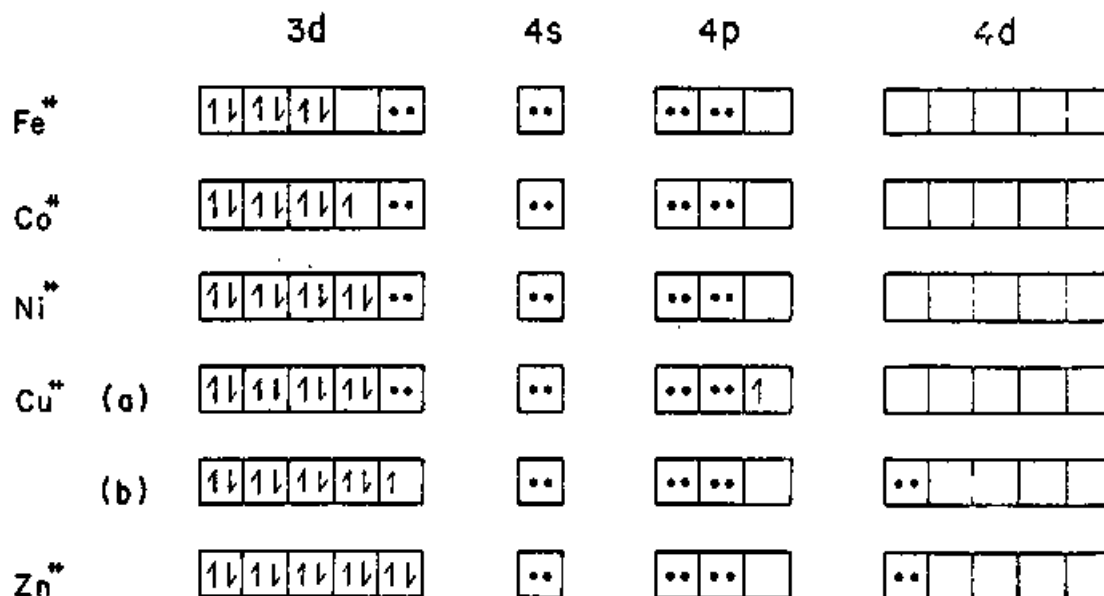 3d 4s 4p 4d
Fe⁺⁺ ↿⇂ ↿⇂ ↿⇂ •• •• •• ••
Co⁺⁺ ↿⇂ ↿⇂ ↿⇂ ↿ •• •• •• ••
Ni⁺⁺ ↿⇂ ↿⇂ ↿⇂ ↿⇂ •• •• •• ••
Cu⁺⁺ (a) ↿⇂ ↿⇂ ↿⇂ ↿⇂ •• •• •• •• ↿
(b) ↿⇂ ↿⇂ ↿⇂ ↿⇂ ↿ •• •• •• ••
Zn⁺⁺ ↿⇂ ↿⇂ ↿⇂ ↿⇂ ↿⇂ •• •• •• ••